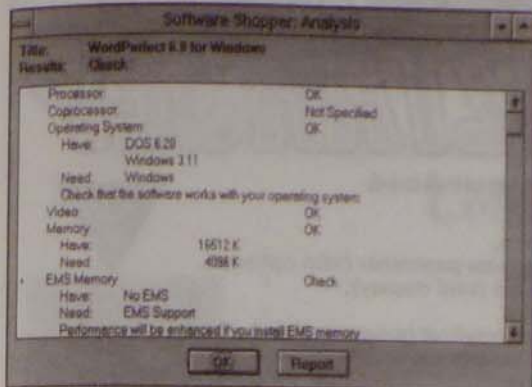 Software Shopper: Analysis
Title: WordPerfect 6.0 for Windows
Results: Check
Processor: OK
Coprocessor: Not Specified
Operating System: OK
Have: DOS 6.20
Windows 3.11
Need: Windows
Check that the software works with your operating system
Video: OK
Memory OK
Have: 16512 K
Need: 4096 K
EMS Memory Check
Have: No EMS
Need: EMS Support
Performance will be enhanced if you install EMS memory
OK Report